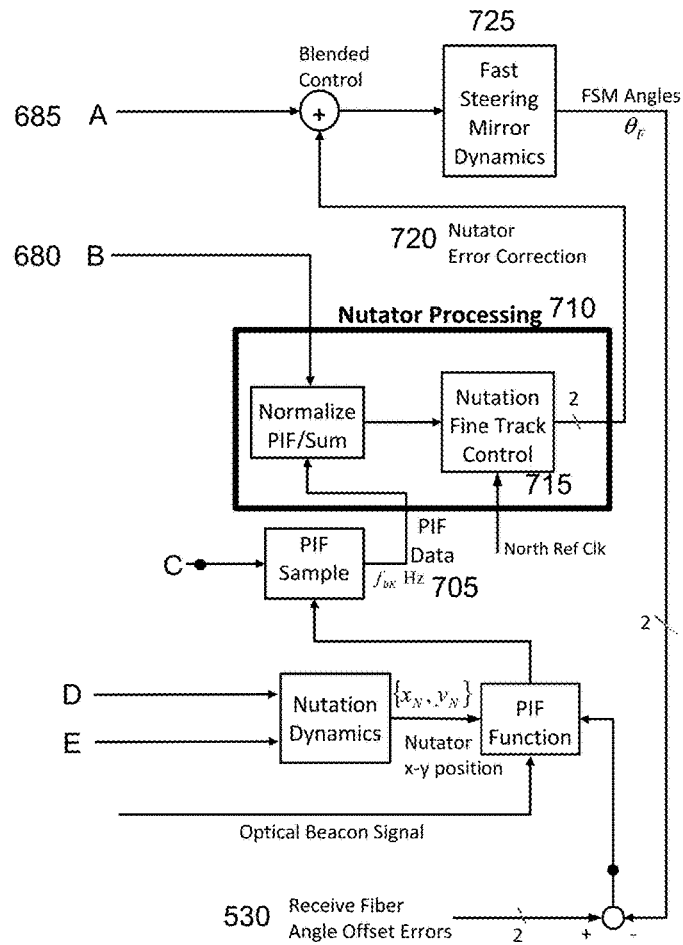 725
Blended
Control
Fast
Steering
Mirror
Dynamics
FSM Angles
θF
685 A
+
720 Nutator
Error Correction
680 B
Nutator Processing 710
Normalize
PIF/Sum
Nutation
Fine Track
Control
2
715
PIF
Data
North Ref Clk
C
PIF
Sample
Hz 705
2
D
E
Nutation
Dynamics
{xN, yN}
Nutator
x-y position
PIF
Function
Optical Beacon Signal
530 Receive Fiber
Angle Offset Errors
2
+
-